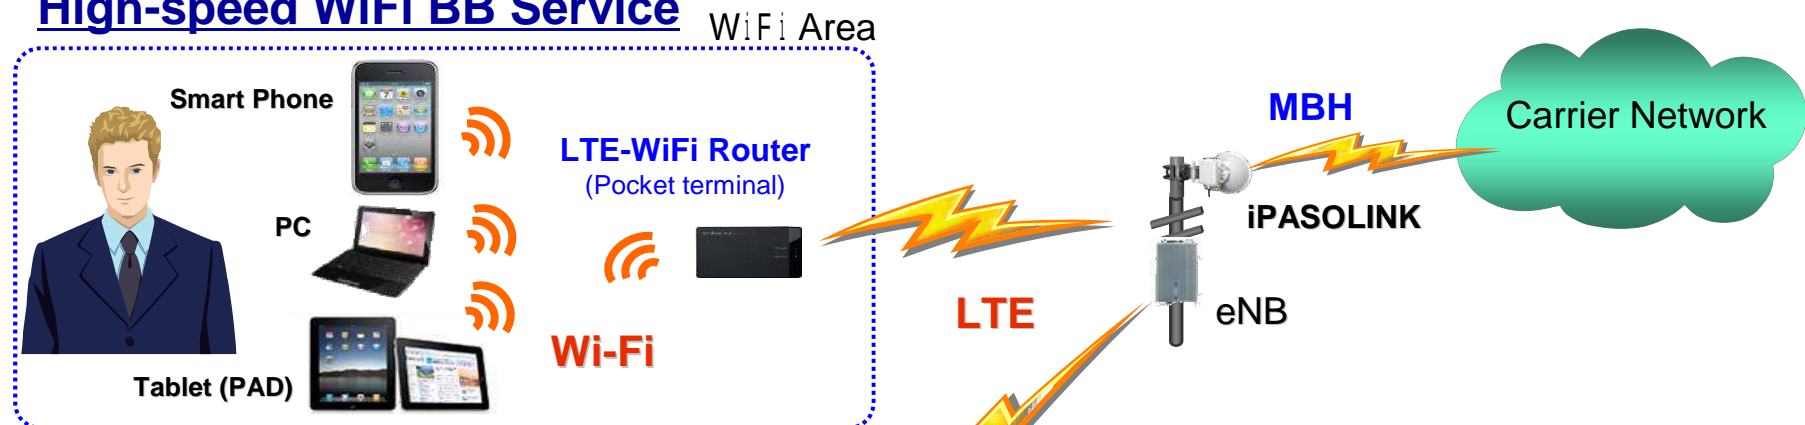 High-speed WiFi BB Service
WiFi Area
Smart Phone
MBH
Carrier Network
LTE-WiFi Router
(Pocket terminal)
PC
iPASOLINK
LTE
eNB
Wi-Fi
Tablet (PAD)